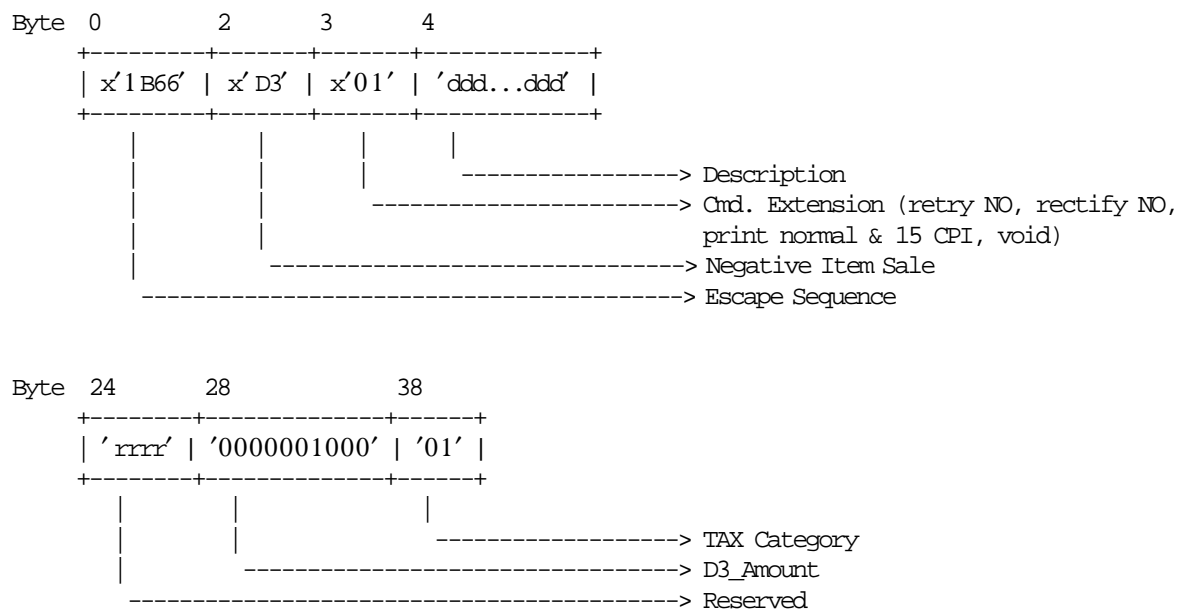 Byte  0          2       3       4
     +---------+-------+-------+-------------+
     | x'1B66' | x'D3' | x'01' | 'ddd...ddd' |
     +---------+-------+-------+-------------+
         |         |       |      |
         |         |       |       -----------------> Description
         |         |        ------------------------> Cmd. Extension (retry NO, rectify NO,
         |         |                                  print normal & 15 CPI, void)
         |          --------------------------------> Negative Item Sale
          ------------------------------------------> Escape Sequence
Byte  24       28             38
     +--------+--------------+------+
     | 'rrrr' | '0000001000' | '01' |
     +--------+--------------+------+
        |        |              |
        |        |               -------------------> TAX Category
        |         ----------------------------------> D3_Amount
         -------------------------------------------> Reserved